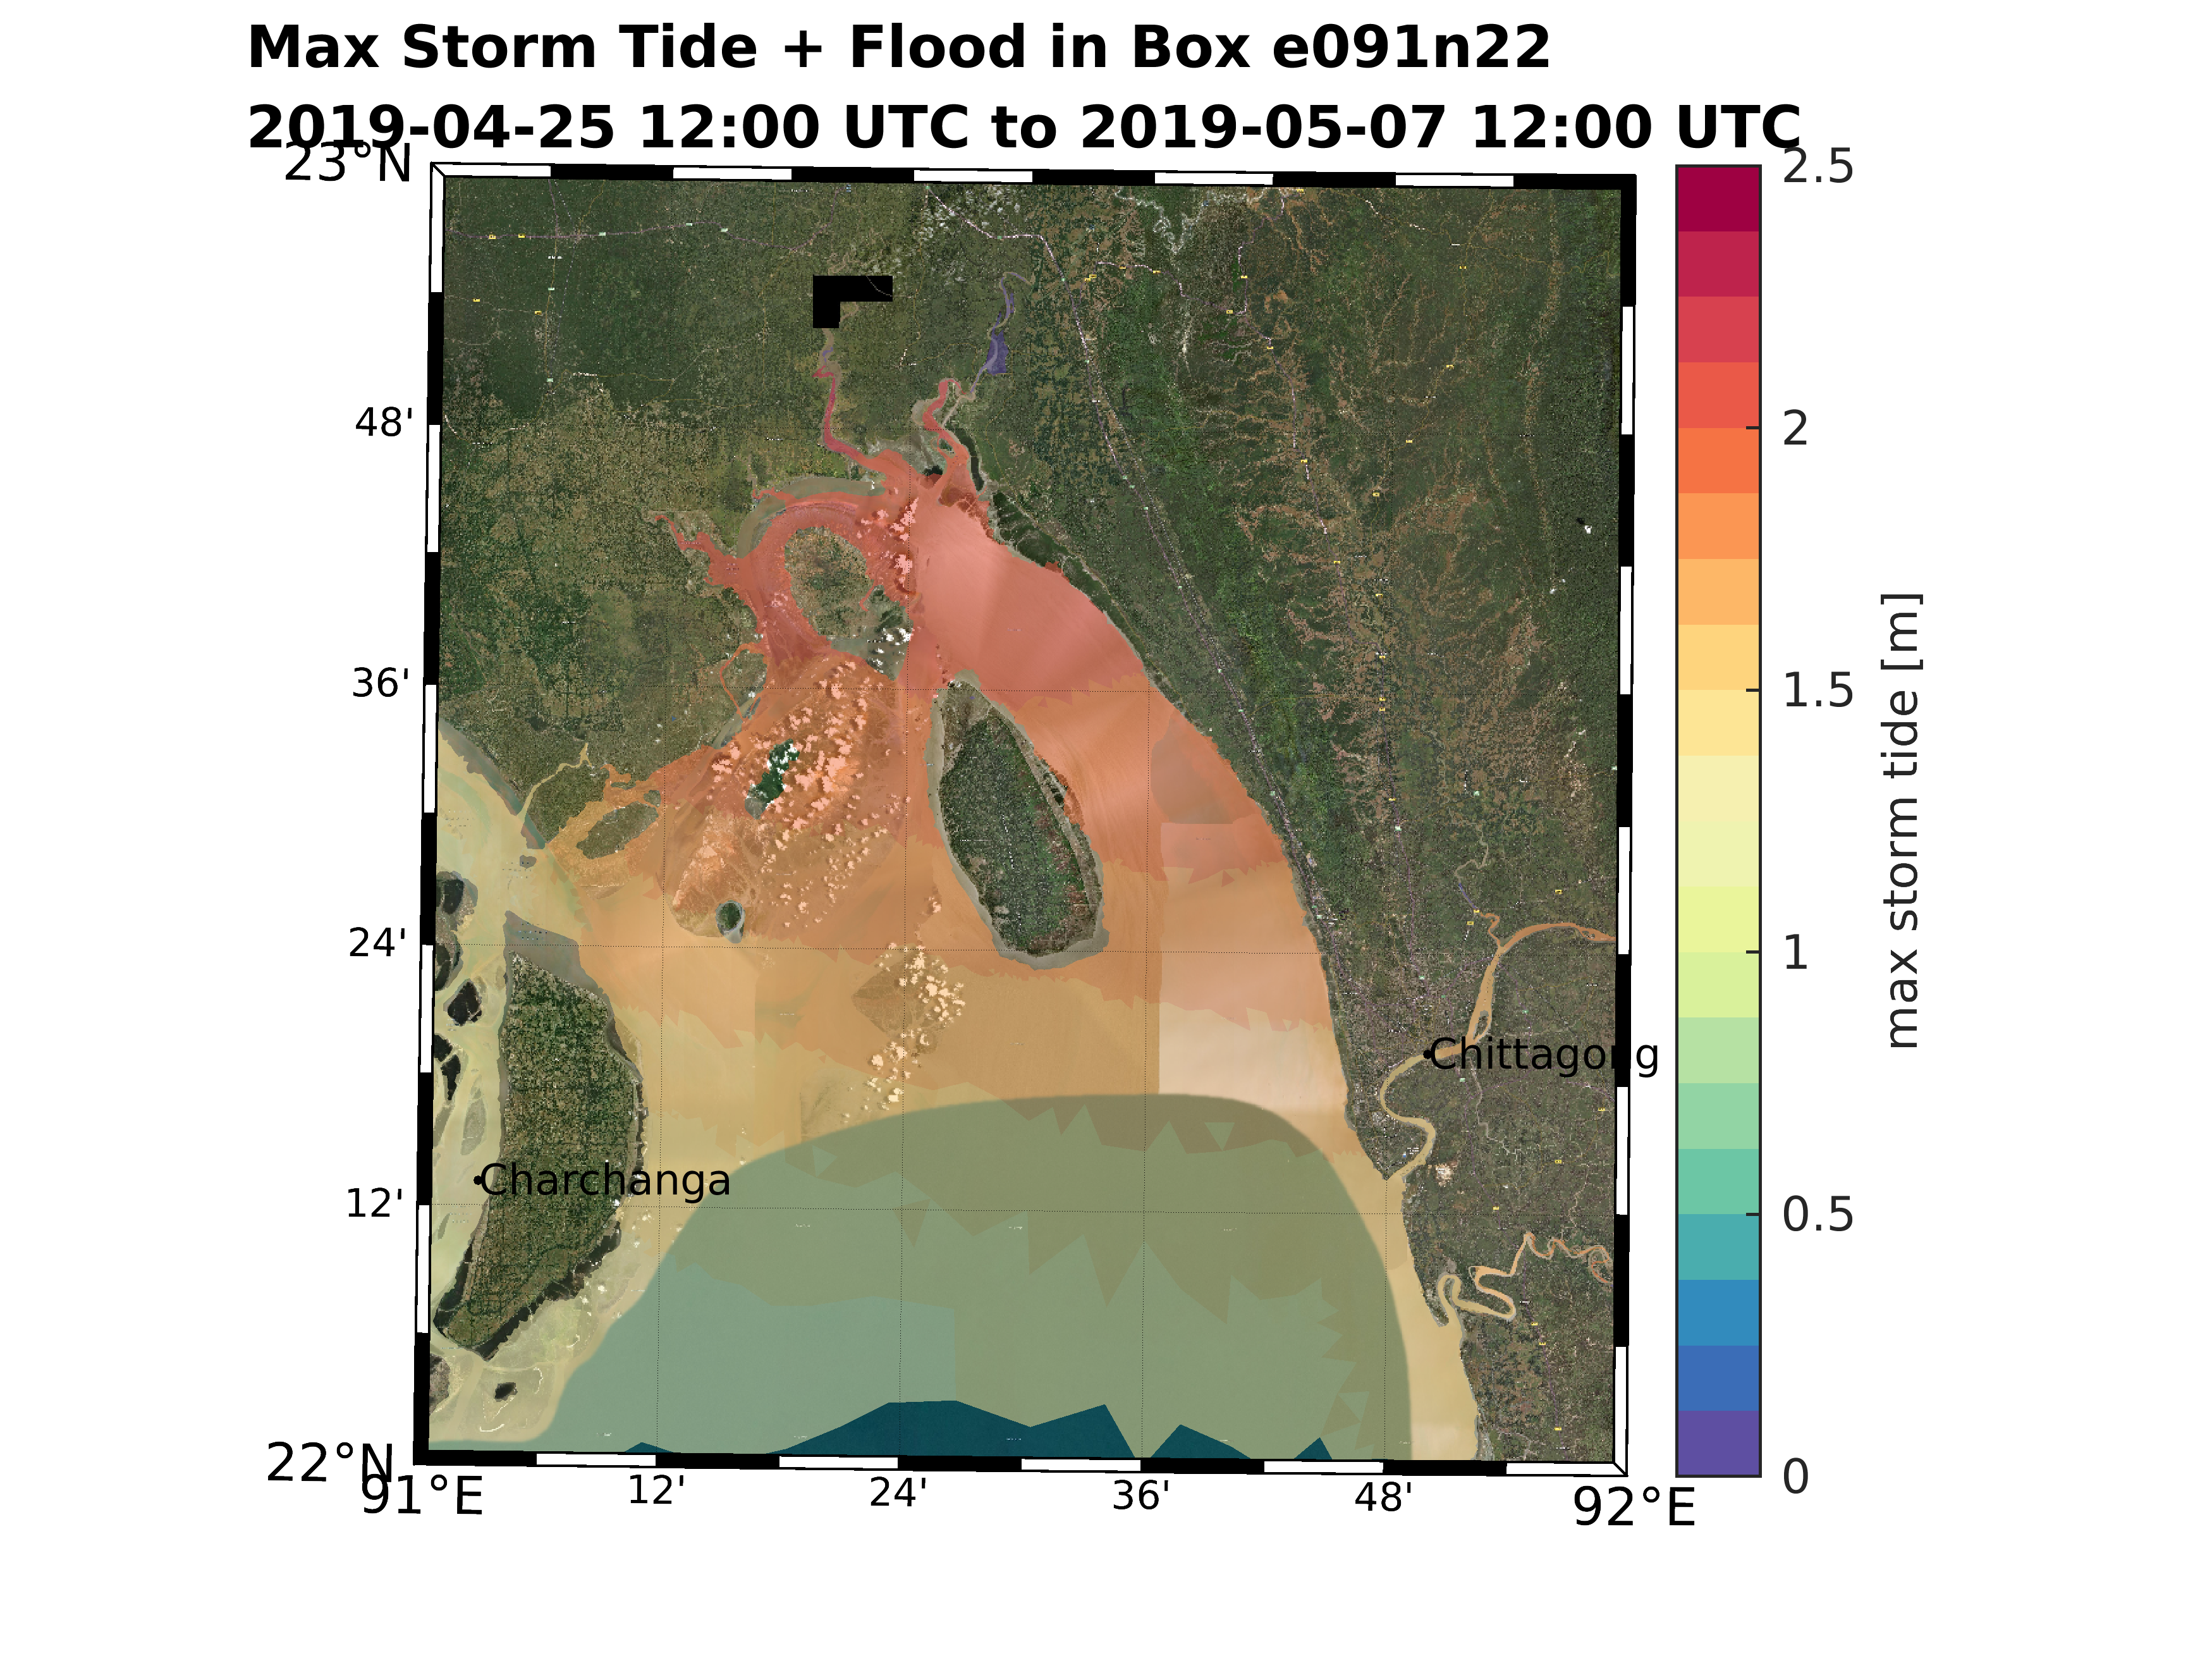 Max Storm Tide + Flood in Box e091n22
2019-04-25 12:00 UTC to 2019-05-07 12:00 UTC
23°N
48'
36'
24'
12'
22°N
91°E
12'
24'
36'
48'
92°E
Chittagong
Charchanga
2.5
2
1.5
1
0.5
0
max storm tide [m]